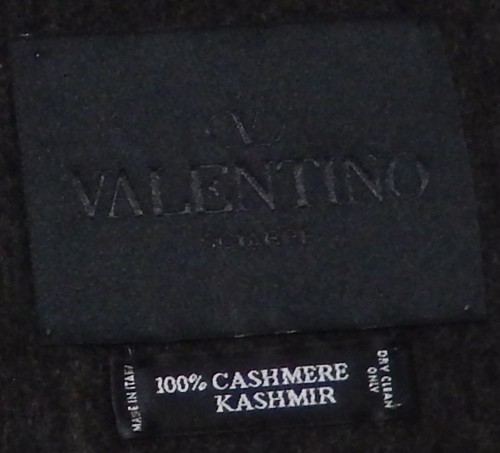 VALENTINO
MADE IN ITALY
100% CASHMERE
KASHMIR
DRY CLEAN
ONLY